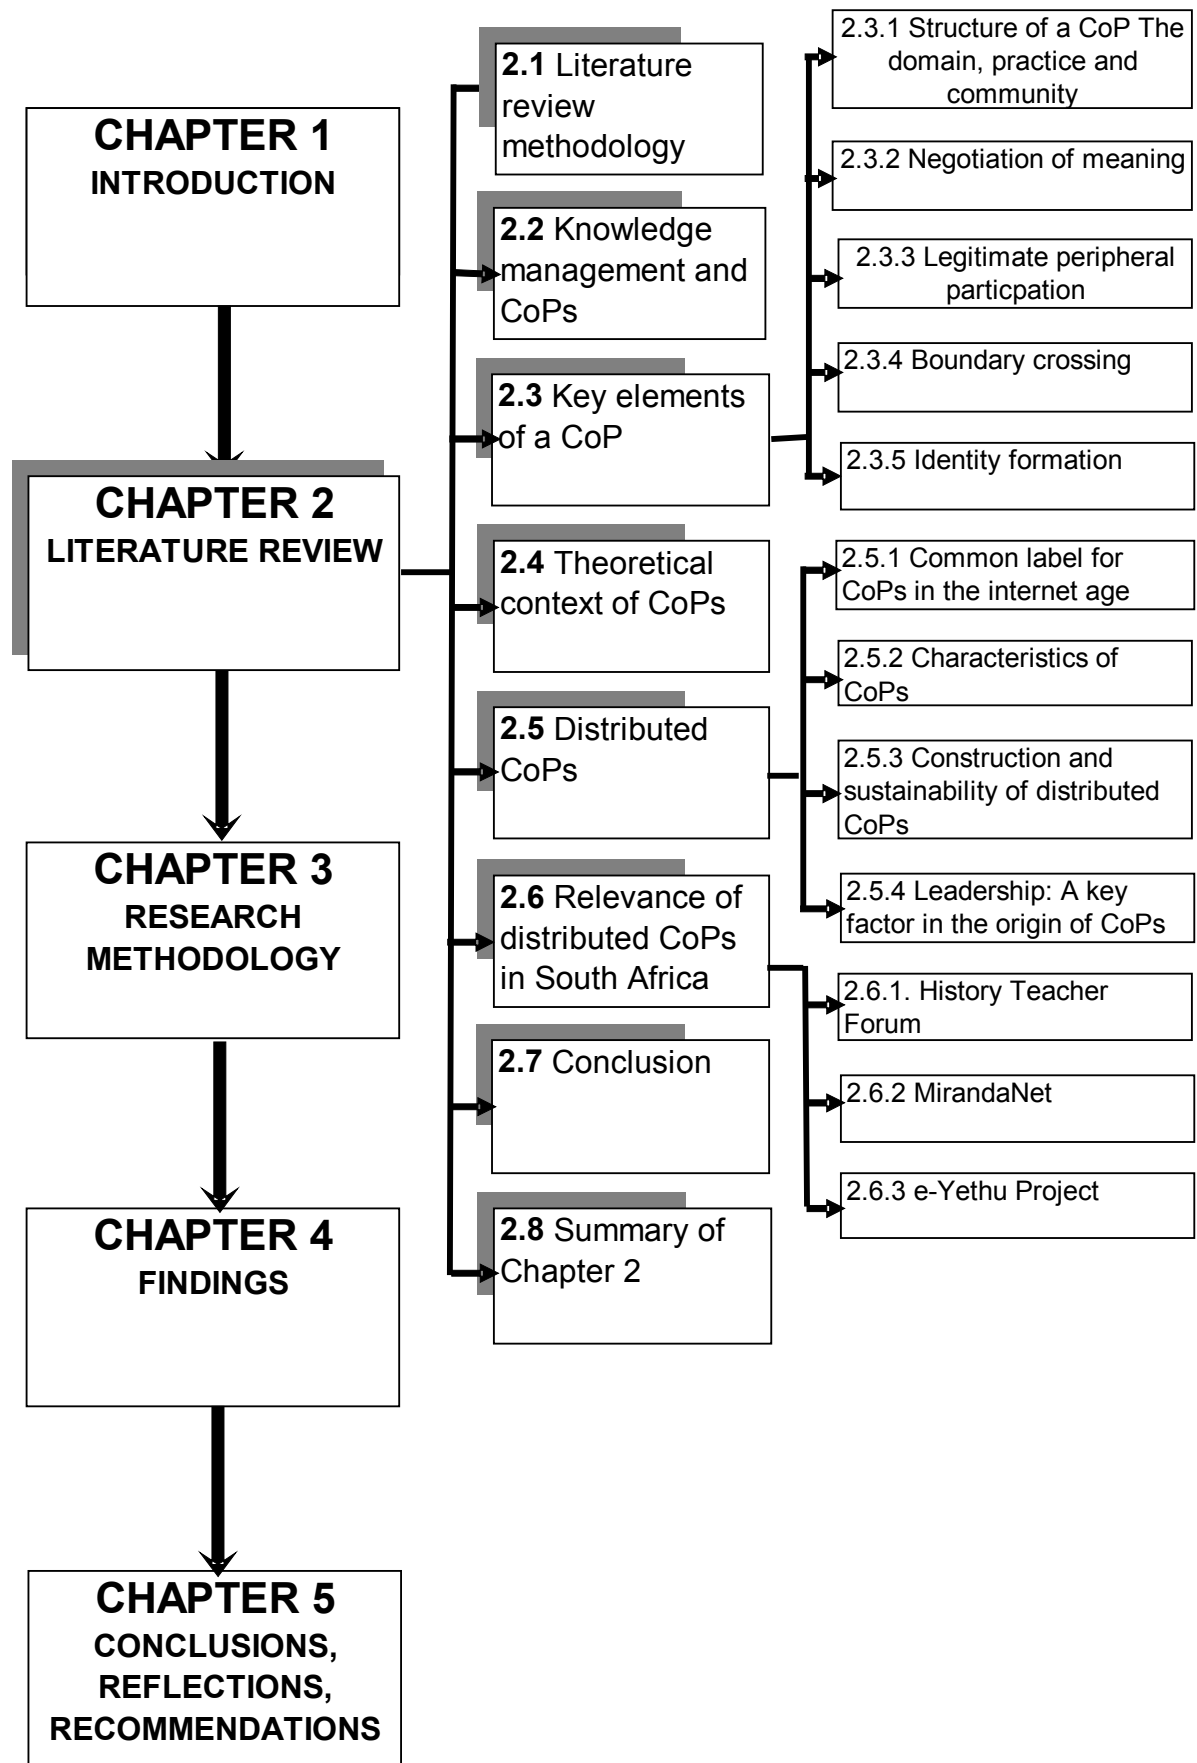 CHAPTER 1
INTRODUCTION
CHAPTER 2
LITERATURE REVIEW
CHAPTER 3
RESEARCH
METHODOLOGY
CHAPTER 4
FINDINGS
CHAPTER 5
CONCLUSIONS,
REFLECTIONS,
RECOMMENDATIONS
2.1 Literature
review
methodology
2.2 Knowledge
management and
CoPs
2.3 Key elements
of a CoP
2.4 Theoretical
context of CoPs
2.5 Distributed
CoPs
2.6 Relevance of
distributed CoPs
in South Africa
2.7 Conclusion
2.8 Summary of
Chapter 2
2.3.1 Structure of a CoP The
domain, practice and
community
2.3.2 Negotiation of meaning
2.3.3 Legitimate peripheral
particpation
2.3.4 Boundary crossing
2.3.5 Identity formation
2.5.1 Common label for
CoPs in the internet age
2.5.2 Characteristics of
CoPs
2.5.3 Construction and
sustainability of distributed
CoPs
2.5.4 Leadership: A key
factor in the origin of CoPs
2.6.1. History Teacher
Forum
2.6.2 MirandaNet
2.6.3 e-Yethu Project